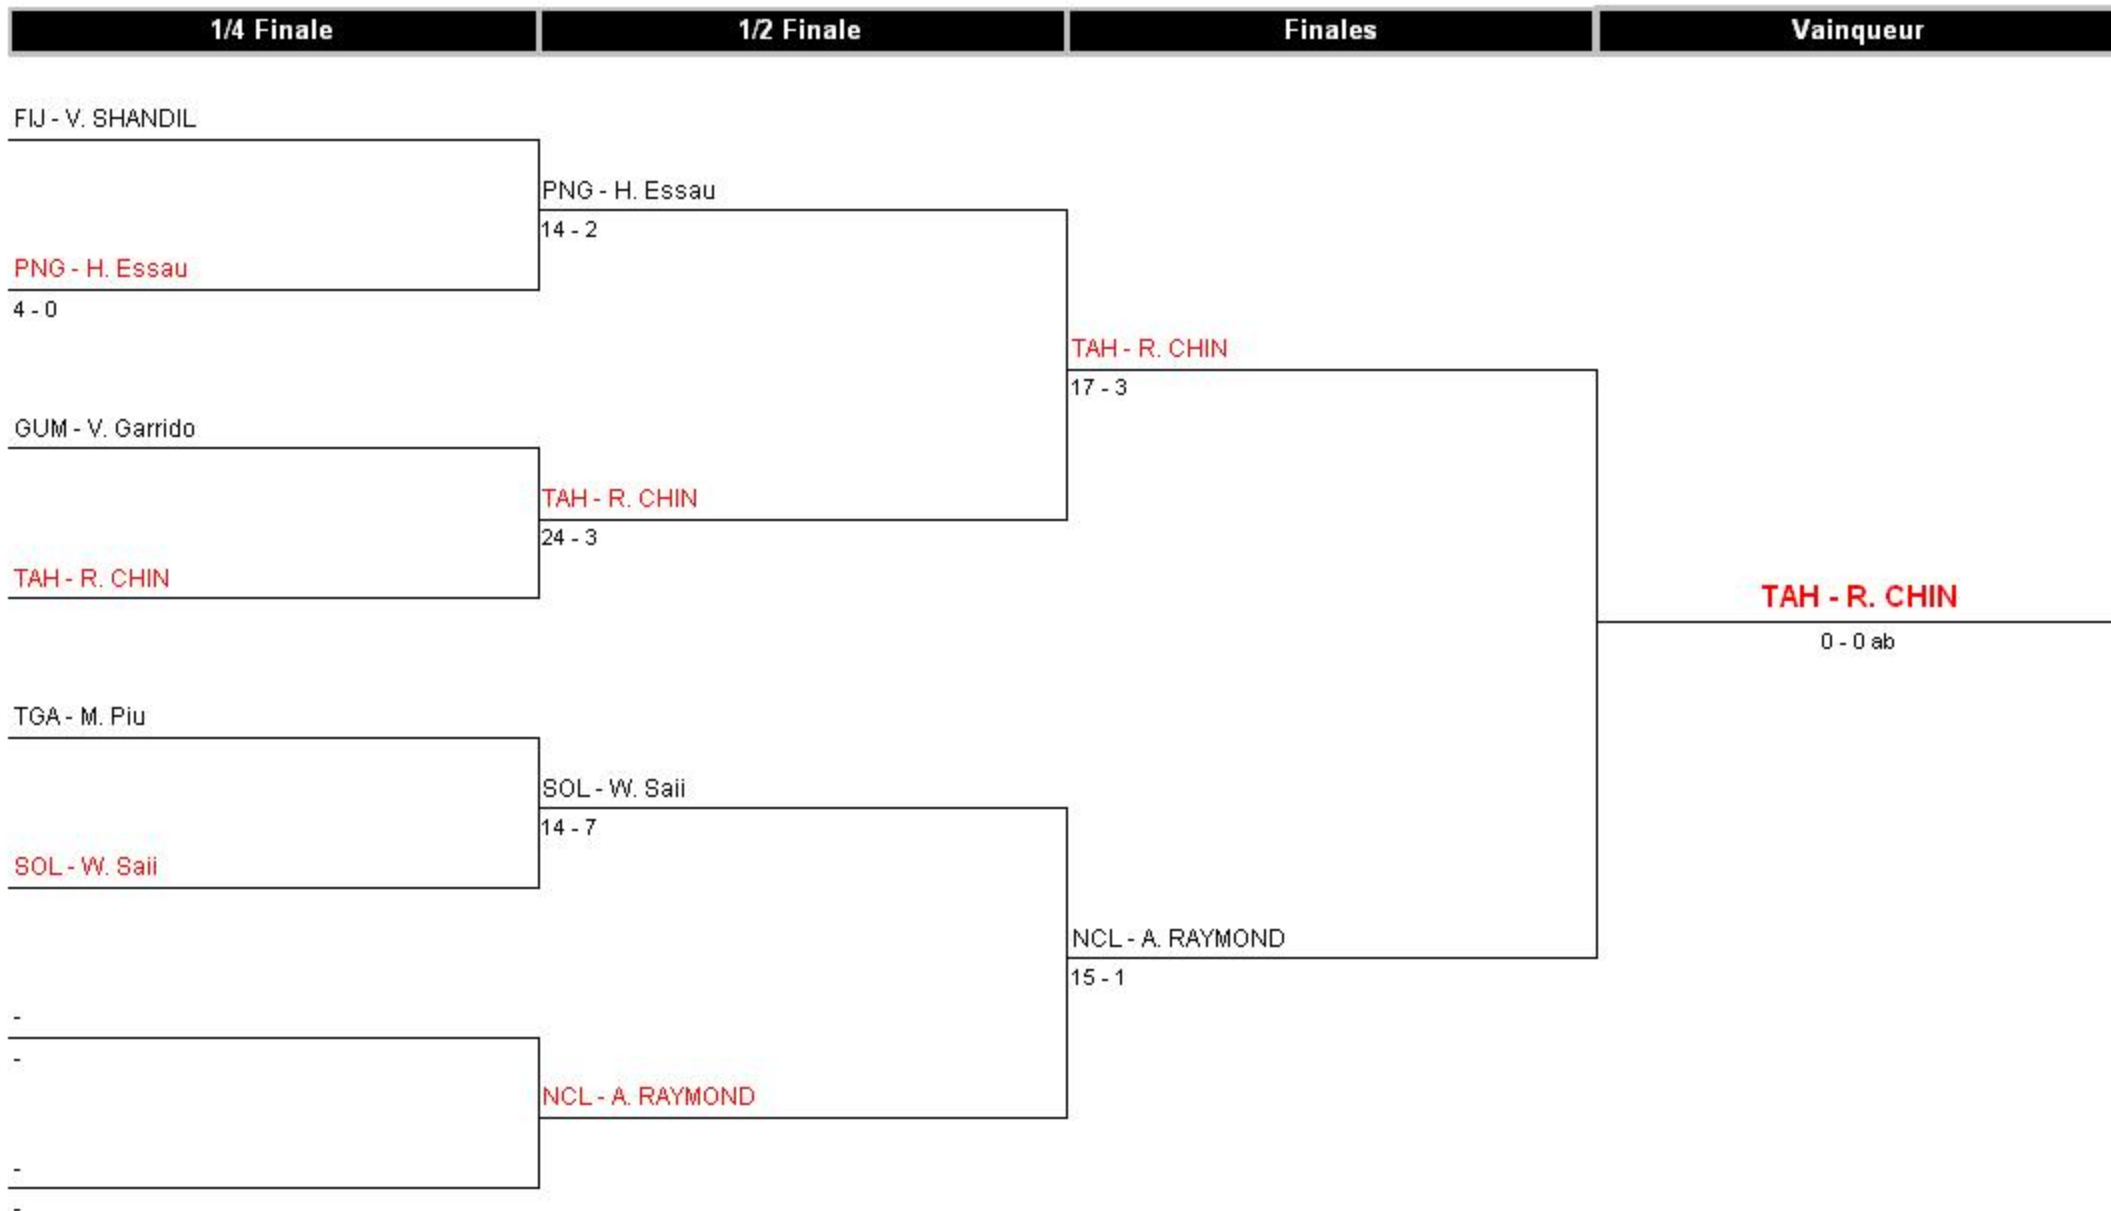 1/4 Finale
1/2 Finale
Finales
Vainqueur
FIJ - V. SHANDIL
PNG - H. Essau
14 - 2
PNG - H. Essau
4 - 0
TAH - R. CHIN
17 - 3
GUM - V. Garrido
TAH - R. CHIN
24 - 3
TAH - R. CHIN
TAH - R. CHIN
0 - 0 ab
TGA - M. Piu
SOL - W. Saii
14 - 7
SOL - W. Saii
NCL - A. RAYMOND
15 - 1
-
-
NCL - A. RAYMOND
-
-